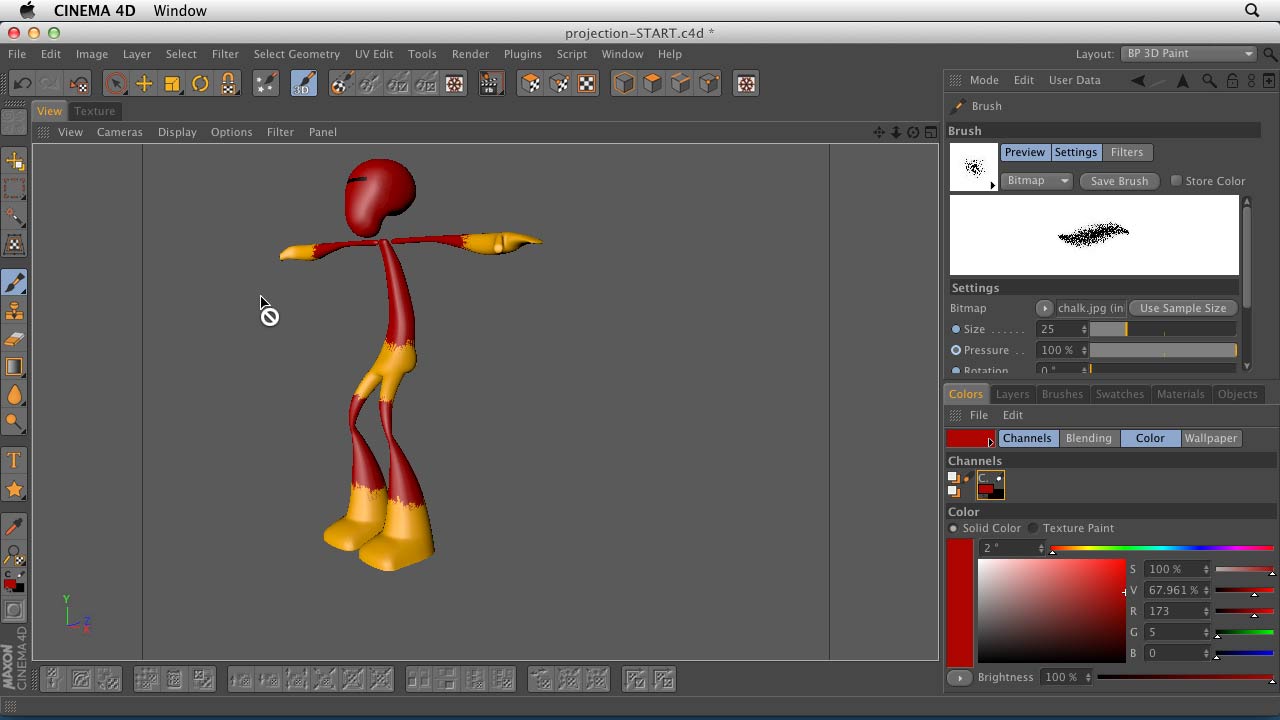 CINEMA 4D Window
projection-START.c4d *
File Edit Image Layer Select Filter Select Geometry UV Edit Tools Render Plugins Script Window Help Layout: BP 3D Paint
3D
Mode Edit User Data
View Texture
Brush
View Cameras Display Options Filter Panel
Brush
Preview Settings Filters
Bitmap Save Brush Store Color
Settings
Bitmap chalk.jpg (in Use Sample Size
Size 25
Pressure 100 %
Rotation 0 °
Colors Layers Brushes Swatches Materials Objects
File Edit
Channels Blending Color Wallpaper
Channels
C.
Color
Solid Color Texture Paint
2 °
S 100 %
V 67.961 %
R 173
G 5
B 0
Brightness 100 %
T
C
Y
Z
X
MAXON
CINEMA 4D